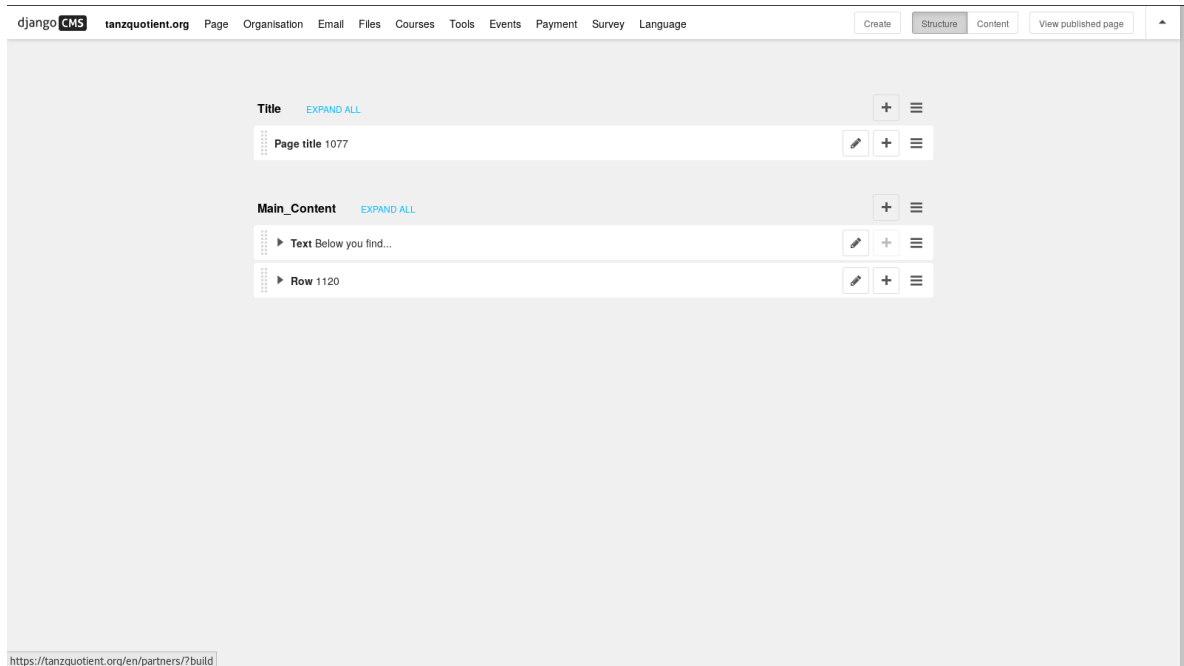 django CMS tanzquotient.org Page Organisation Email Files Courses Tools Events Payment Survey Language Create Structure Content View published page
Title EXPAND ALL
Page title 1077
Main_Content EXPAND ALL
Text Below you find...
Row 1120
https://tanzquotient.org/en/partners/?build